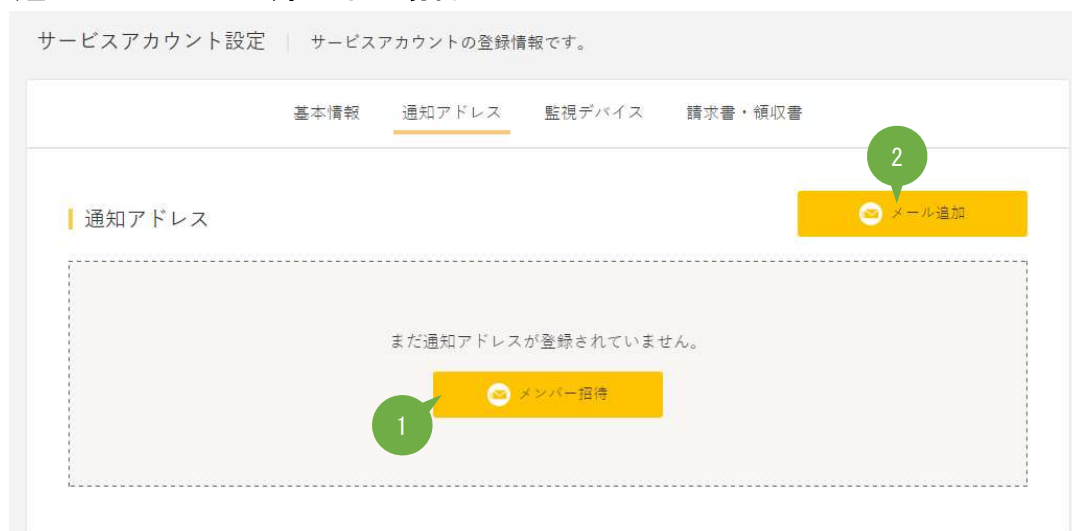 サービスアカウント設定 サービスアカウントの登録情報です。
基本情報 通知アドレス 監視デバイス 請求書・領収書
2
通知アドレス
メール追加
まだ通知アドレスが登録されていません。
メンバー招待
1